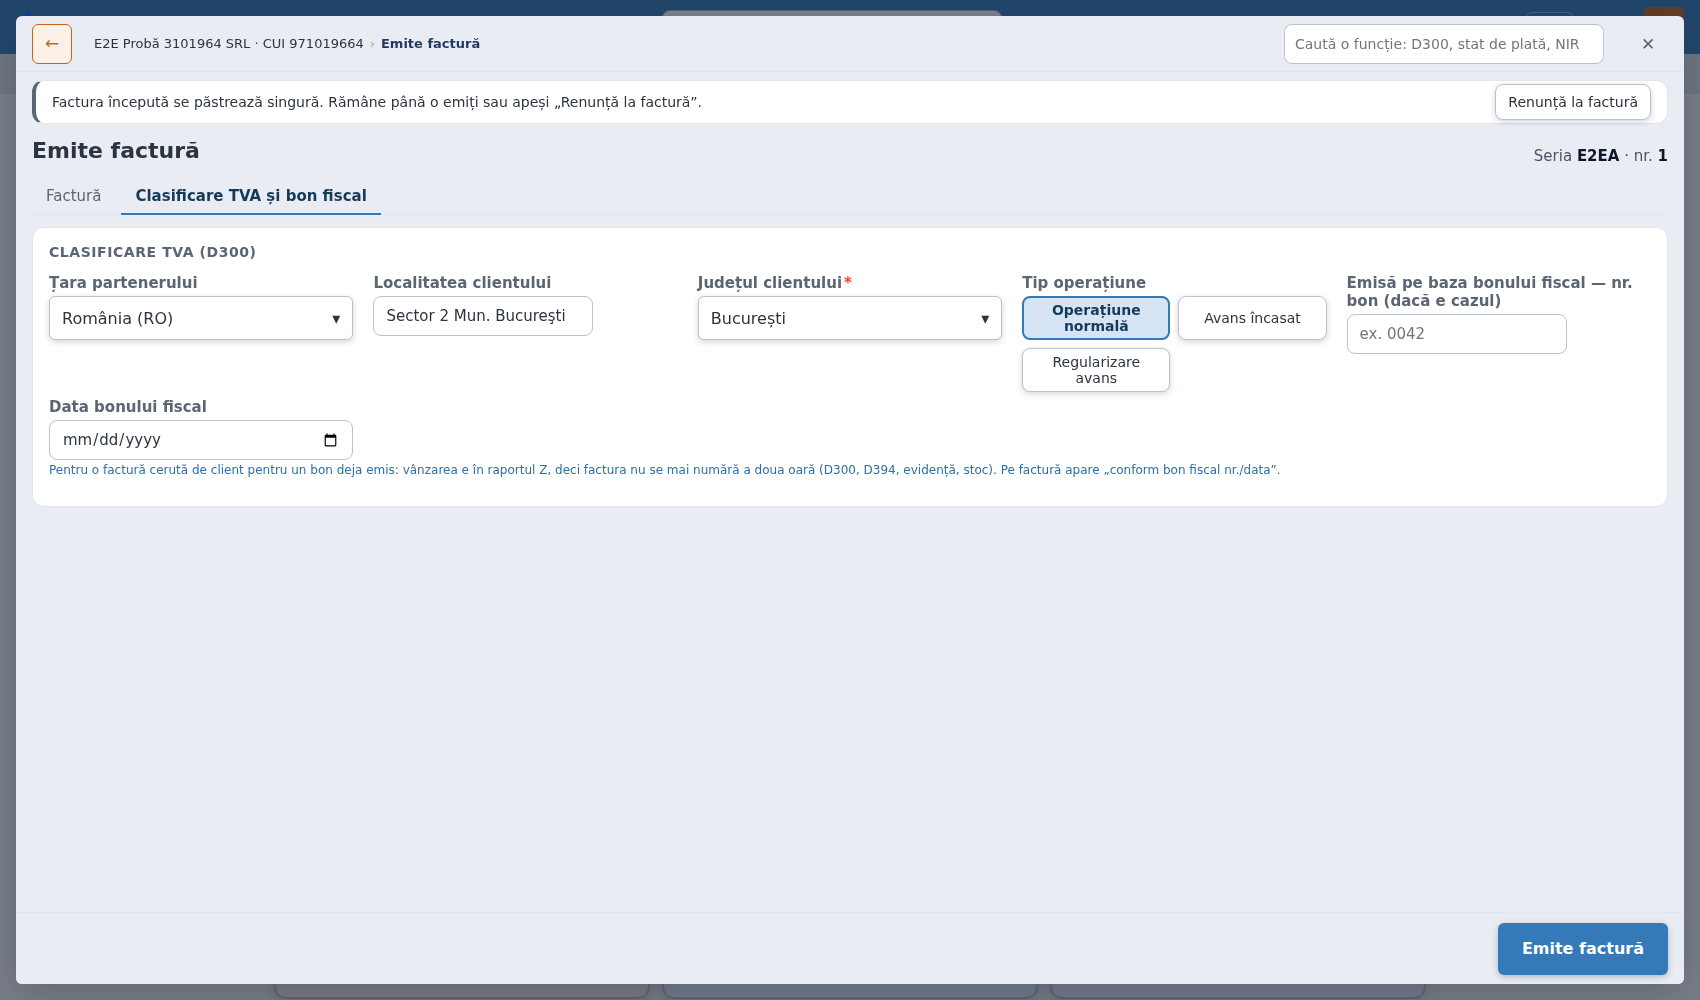 ←
E2E Probă 3101964 SRL · CUI 971019664 › Emite factură
Caută o funcție: D300, stat de plată, NIR
✕
Factura începută se păstrează singură. Rămâne până o emiți sau apeși „Renunță la factură”.
Renunță la factură
Emite factură
Seria E2EA · nr. 1
Factură
Clasificare TVA și bon fiscal
CLASIFICARE TVA (D300)
Țara partenerului
România (RO)
Localitatea clientului
Sector 2 Mun. Bucureşti
Județul clientului*
București
Tip operațiune
Operațiune
normală
Avans încasat
Regularizare
avans
Emisă pe baza bonului fiscal — nr.
bon (dacă e cazul)
ex. 0042
Data bonului fiscal
mm/dd/yyyy
Pentru o factură cerută de client pentru un bon deja emis: vânzarea e în raportul Z, deci factura nu se mai numără a doua oară (D300, D394, evidență, stoc). Pe factură apare „conform bon fiscal nr./data”.
Emite factură